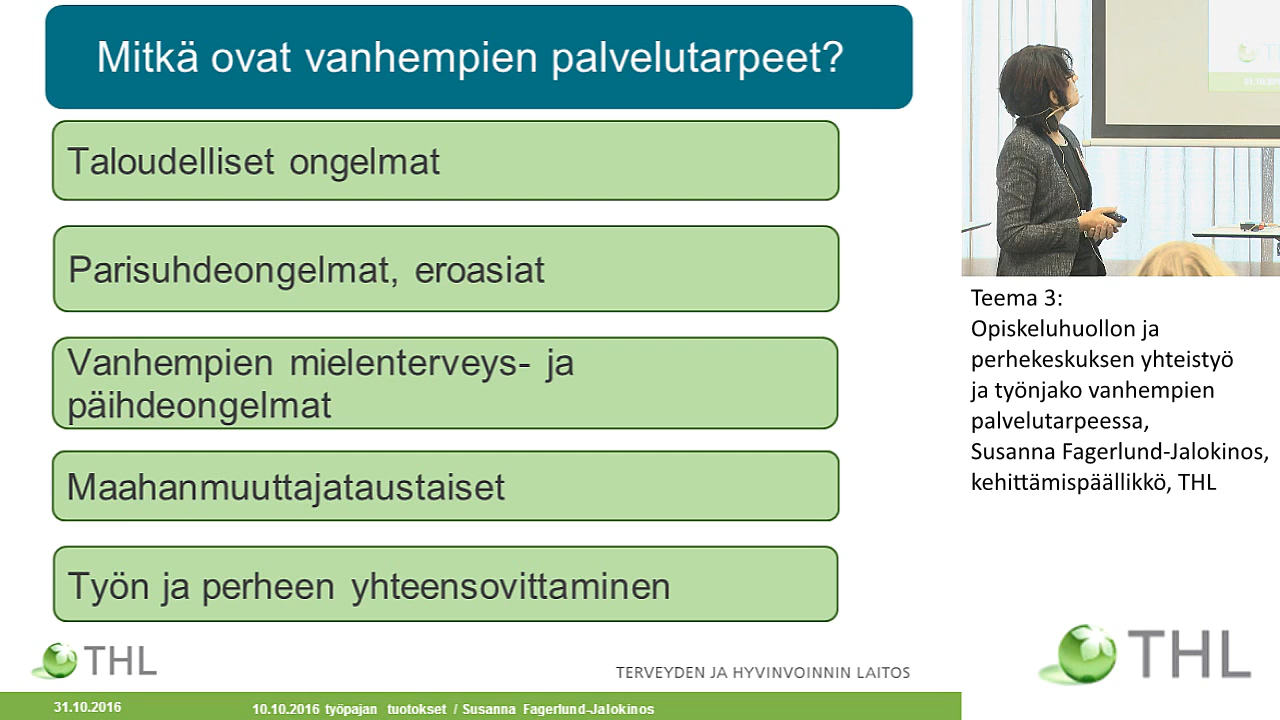 Mitkä ovat vanhempien palvelutarpeet?
Taloudelliset ongelmat
Parisuhdeongelmat, eroasiat
Vanhempien mielenterveys- ja
päihdeongelmat
Maahanmuuttajataustaiset
Työn ja perheen yhteensovittaminen
THL
TERVEYDEN JA HYVINVOINNIN LAITOS
31.10.2016
10.10.2016 työpajan tuotokset / Susanna Fagerlund-Jalokinos
Teema 3:
Opiskeluhuollon ja
perhekeskuksen yhteistyö
ja työnjako vanhempien
palvelutarpeessa,
Susanna Fagerlund-Jalokinos,
kehittämispäällikkö, THL
THL